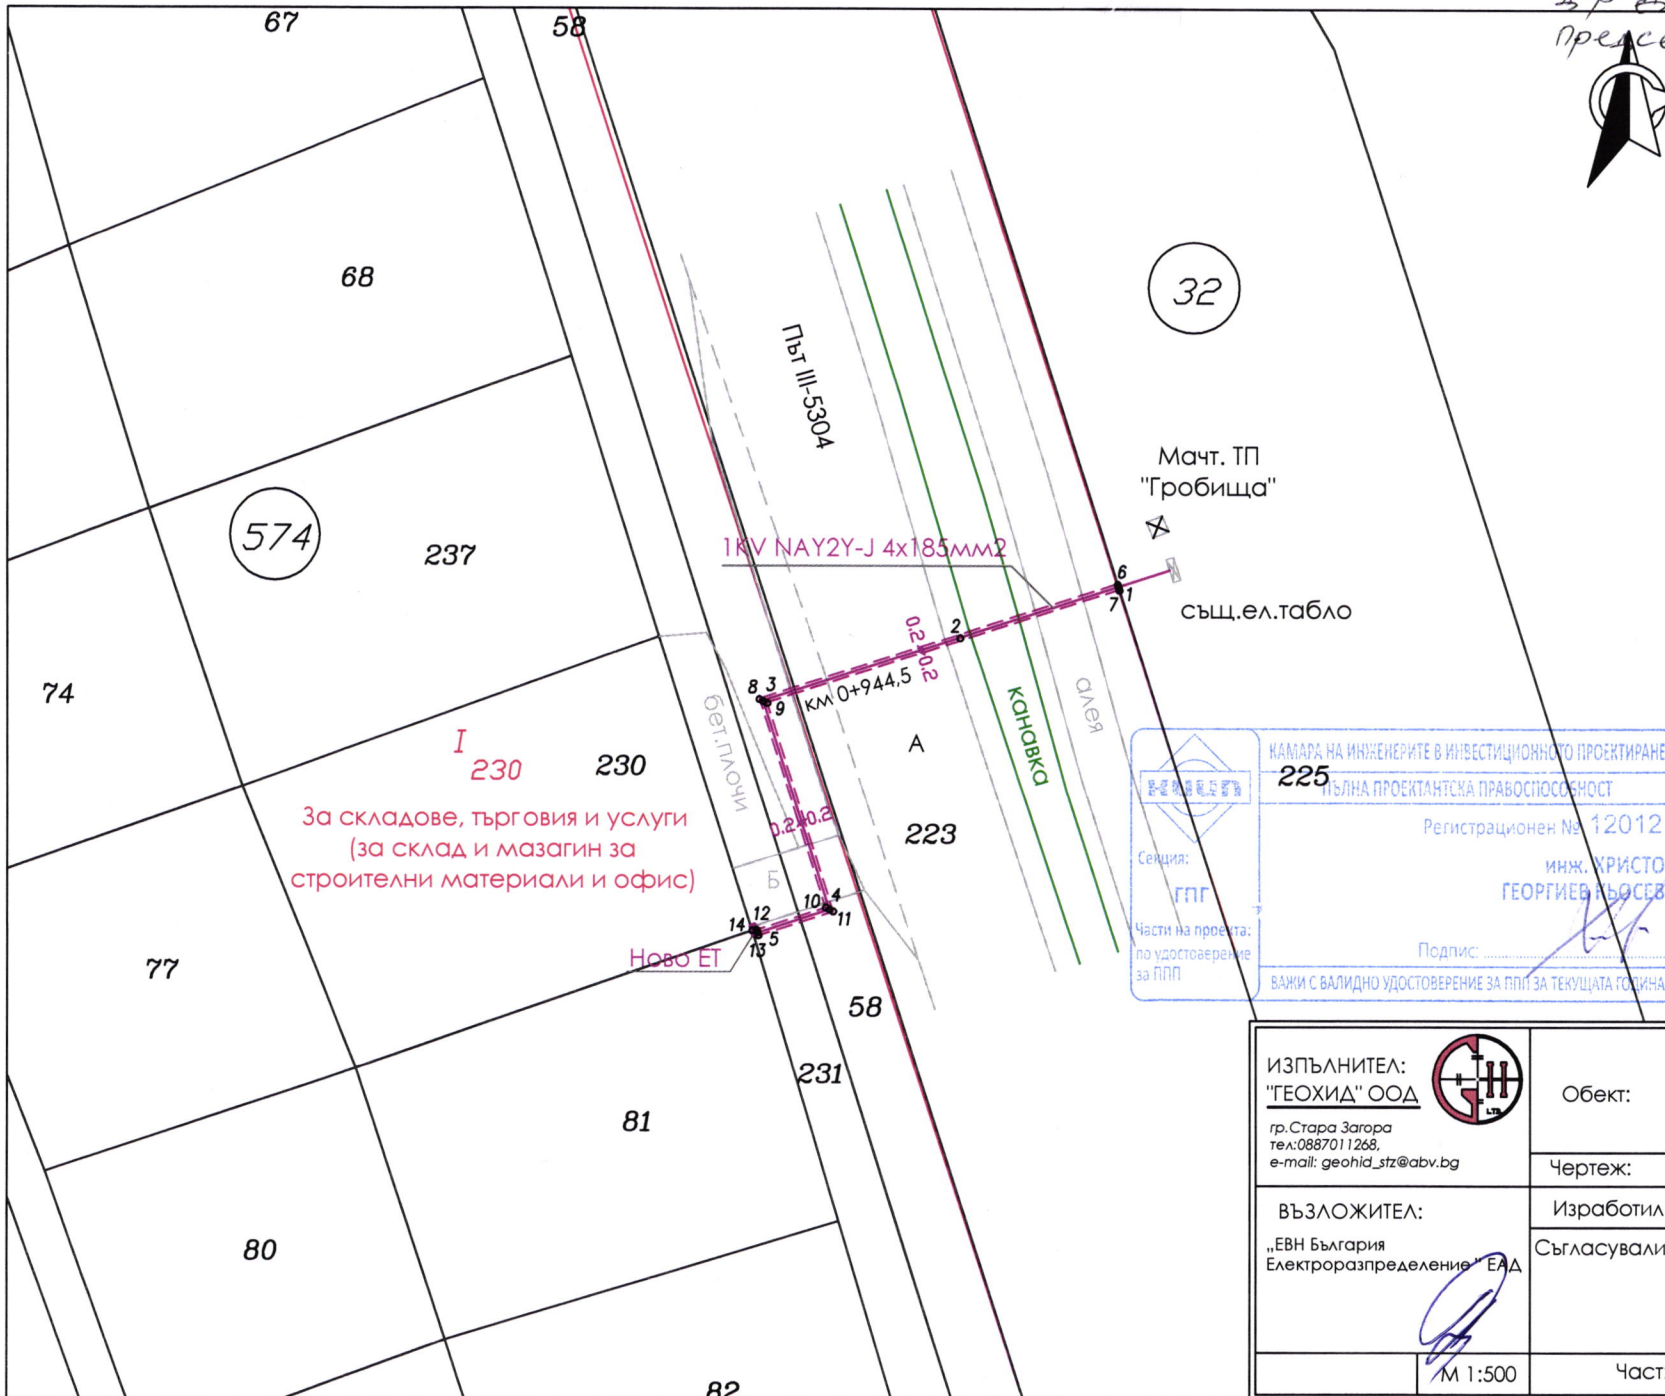 67
58
68
32
Път III-5304
Мачт. ТП
"Гробища"
574
237
1KV NAY2Y-J 4х185мм2
6
7 1
същ.ел.табло
2
0.2 0.2
74
8 3
9
км 0+944,5
канавка
алея
бет.плочи
I
230
230
А
223
225
За складове, търговия и услуги
(за склад и мазагин за
строителни материали и офис)
0.2 0.2
Б
10 4
11
14 12
13 5
Ново ЕТ
77
58
231
81
80
82
КАМАРА НА ИНЖЕНЕРИТЕ В ИНВЕСТИЦИОННОТО ПРОЕКТИРАНЕ
КИИП
ПЪЛНА ПРОЕКТАНТСКА ПРАВОСПОСОБНОСТ
Регистрационен № 12012
Секция:
ГПГ
инж. ХРИСТО
ГЕОРГИЕВ КЬОСЕВ
Части на проекта:
по удостоверение
за ППП
Подпис:
ВАЖИ С ВАЛИДНО УДОСТОВЕРЕНИЕ ЗА ППП ЗА ТЕКУЩАТА ГОДИНА
ИЗПЪЛНИТЕЛ:
"ГЕОХИД" ООД
LTD
гр.Стара Загора
тел:0887011268,
e-mail: geohid_stz@abv.bg
Обект:
Чертеж:
ВЪЗЛОЖИТЕЛ:
„ЕВН България
Електроразпределение" ЕАД
Изработил
Съгласували
М 1:500
Част